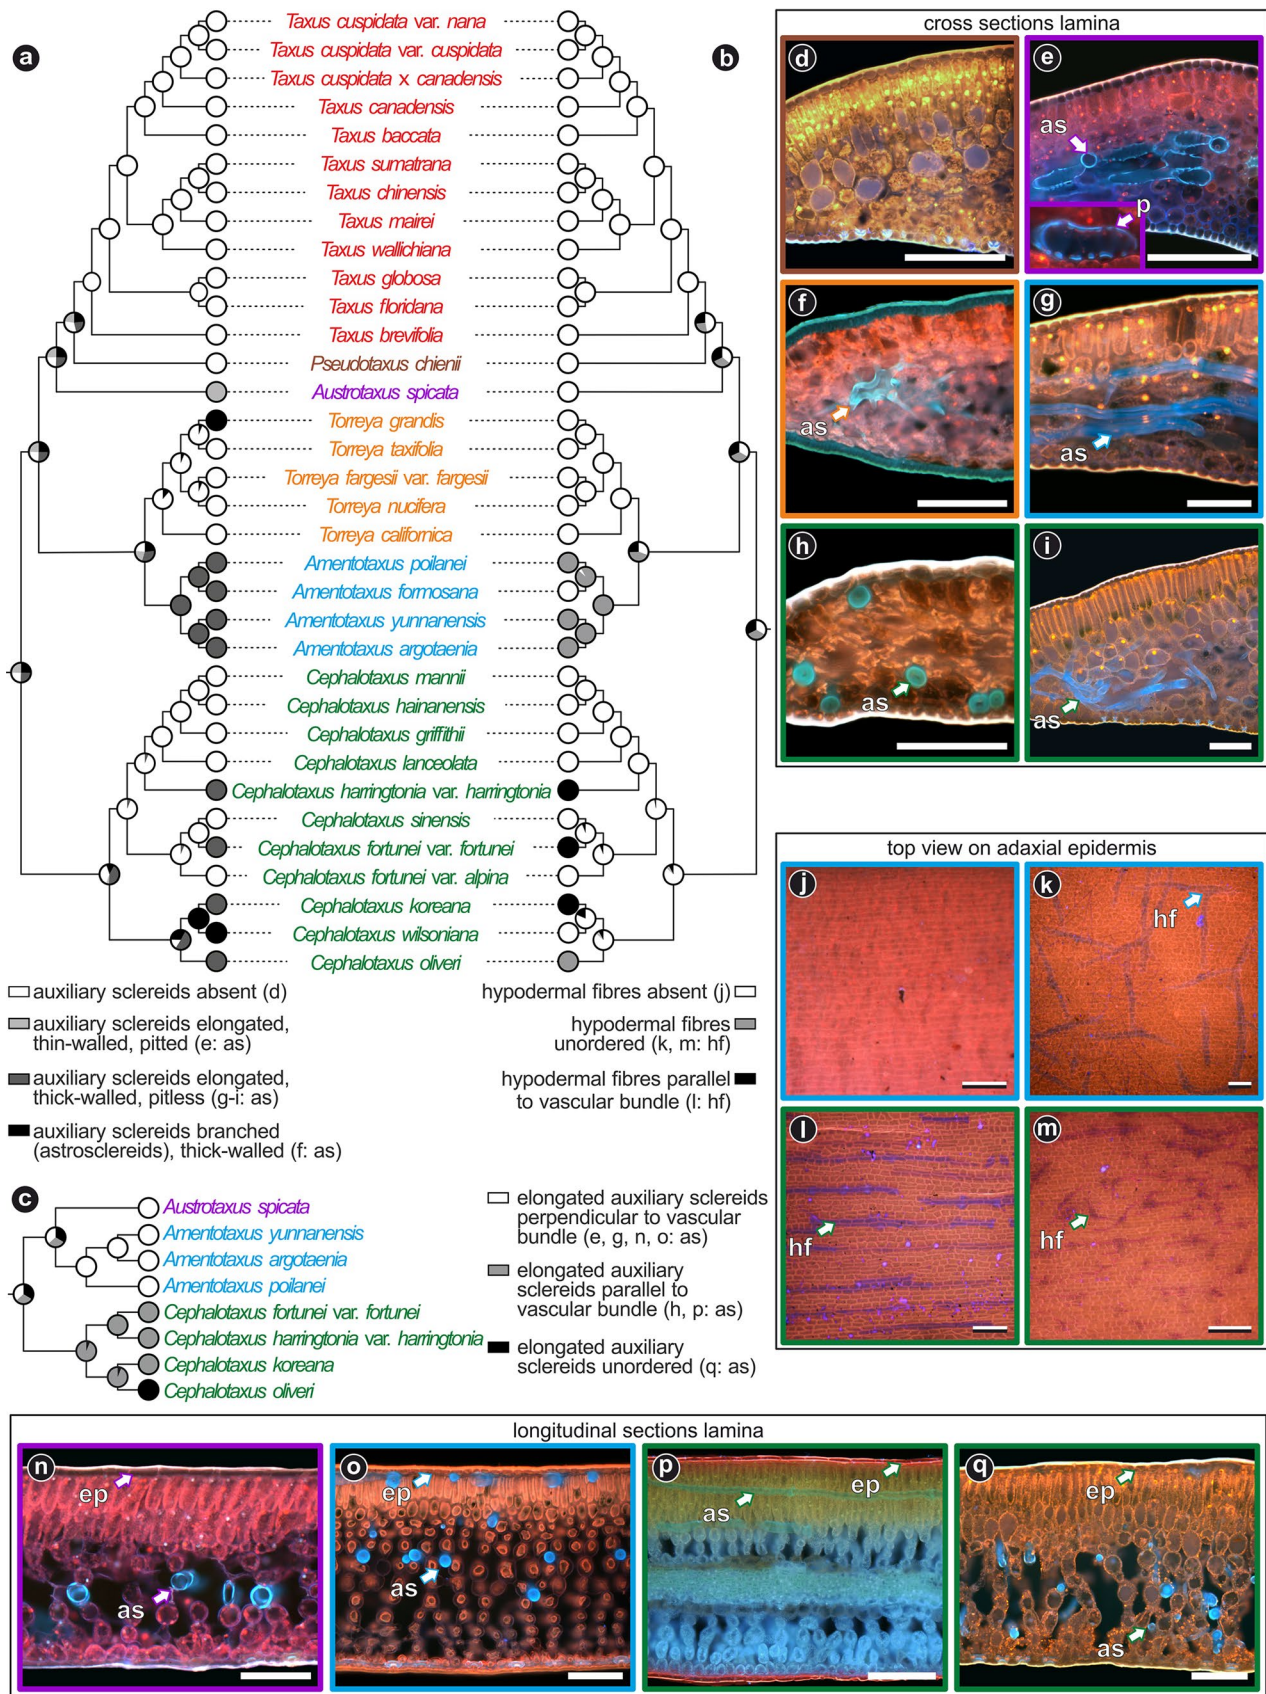 a
b
Taxus cuspidata var. nana
Taxus cuspidata var. cuspidata
Taxus cuspidata x canadensis
Taxus canadensis
Taxus baccata
Taxus sumatrana
Taxus chinensis
Taxus mairei
Taxus wallichiana
Taxus globosa
Taxus floridana
Taxus brevifolia
Pseudotaxus chienii
Austrotaxus spicata
Torreya grandis
Torreya taxifolia
Torreya fargesii var. fargesii
Torreya nucifera
Torreya californica
Amentotaxus poilanei
Amentotaxus formosana
Amentotaxus yunnanensis
Amentotaxus argotaenia
Cephalotaxus mannii
Cephalotaxus hainanensis
Cephalotaxus griffithii
Cephalotaxus lanceolata
Cephalotaxus harringtonia var. harringtonia
Cephalotaxus sinensis
Cephalotaxus fortunei var. fortunei
Cephalotaxus fortunei var. alpina
Cephalotaxus koreana
Cephalotaxus wilsoniana
Cephalotaxus oliveri
auxiliary sclereids absent (d)
auxiliary sclereids elongated,
thin-walled, pitted (e: as)
auxiliary sclereids elongated,
thick-walled, pitless (g-i: as)
auxiliary sclereids branched
(astrosclereids), thick-walled (f: as)
hypodermal fibres absent (j)
hypodermal fibres
unordered (k, m: hf)
hypodermal fibres parallel
to vascular bundle (l: hf)
c
Austrotaxus spicata
Amentotaxus yunnanensis
Amentotaxus argotaenia
Amentotaxus poilanei
Cephalotaxus fortunei var. fortunei
Cephalotaxus harringtonia var. harringtonia
Cephalotaxus koreana
Cephalotaxus oliveri
elongated auxiliary sclereids
perpendicular to vascular
bundle (e, g, n, o: as)
elongated auxiliary
sclereids parallel to
vascular bundle (h, p: as)
elongated auxiliary
sclereids unordered (q: as)
cross sections lamina
d
e
as
p
f
as
g
as
h
as
i
as
top view on adaxial epidermis
j
k
hf
l
hf
m
hf
longitudinal sections lamina
n
ep
as
o
ep
as
p
ep
as
q
ep
as